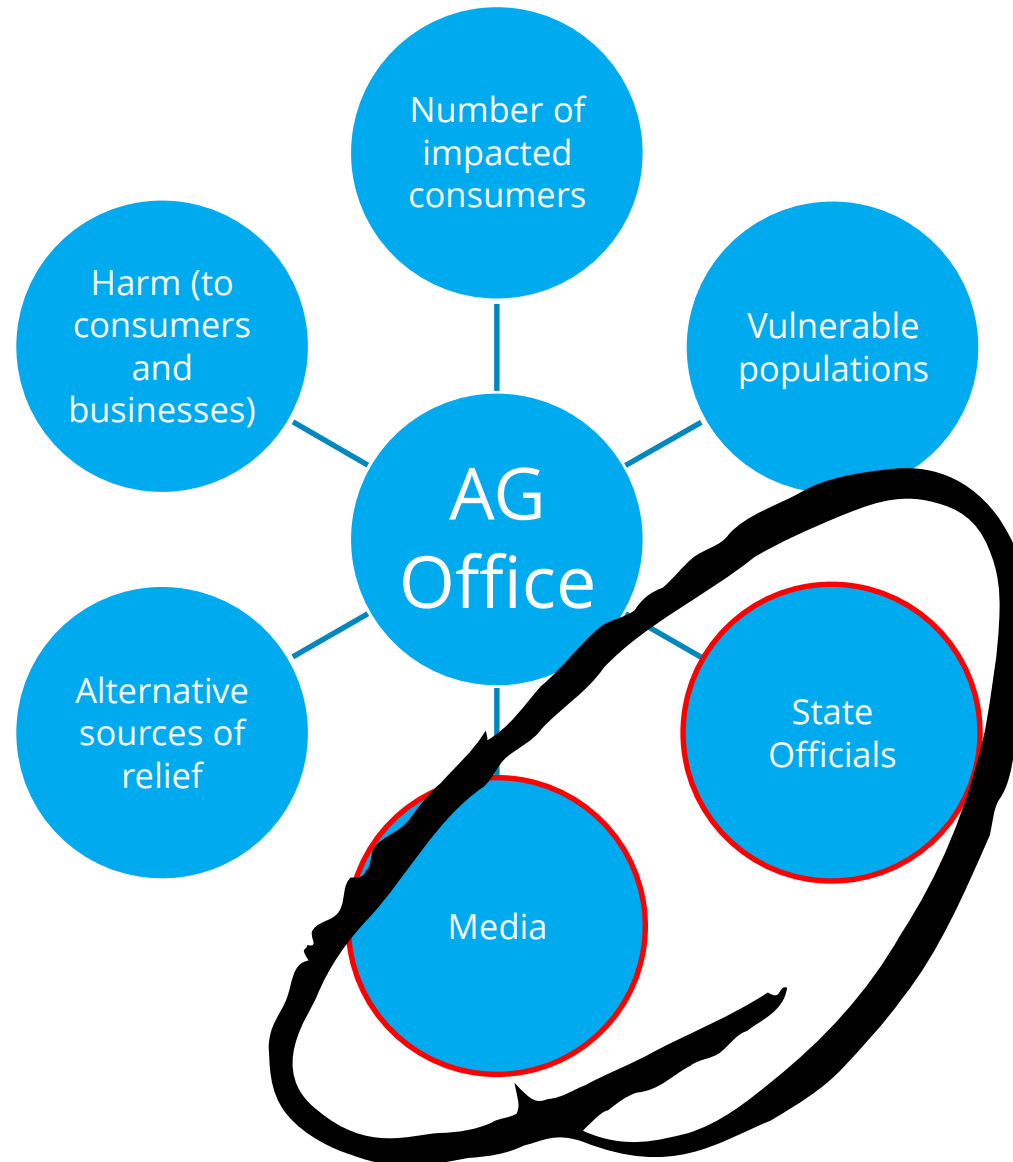 Number of
impacted
consumers
Harm (to
consumers
and
businesses)
Vulnerable
populations
AG
Office
Alternative
sources of
relief
State
Officials
Media